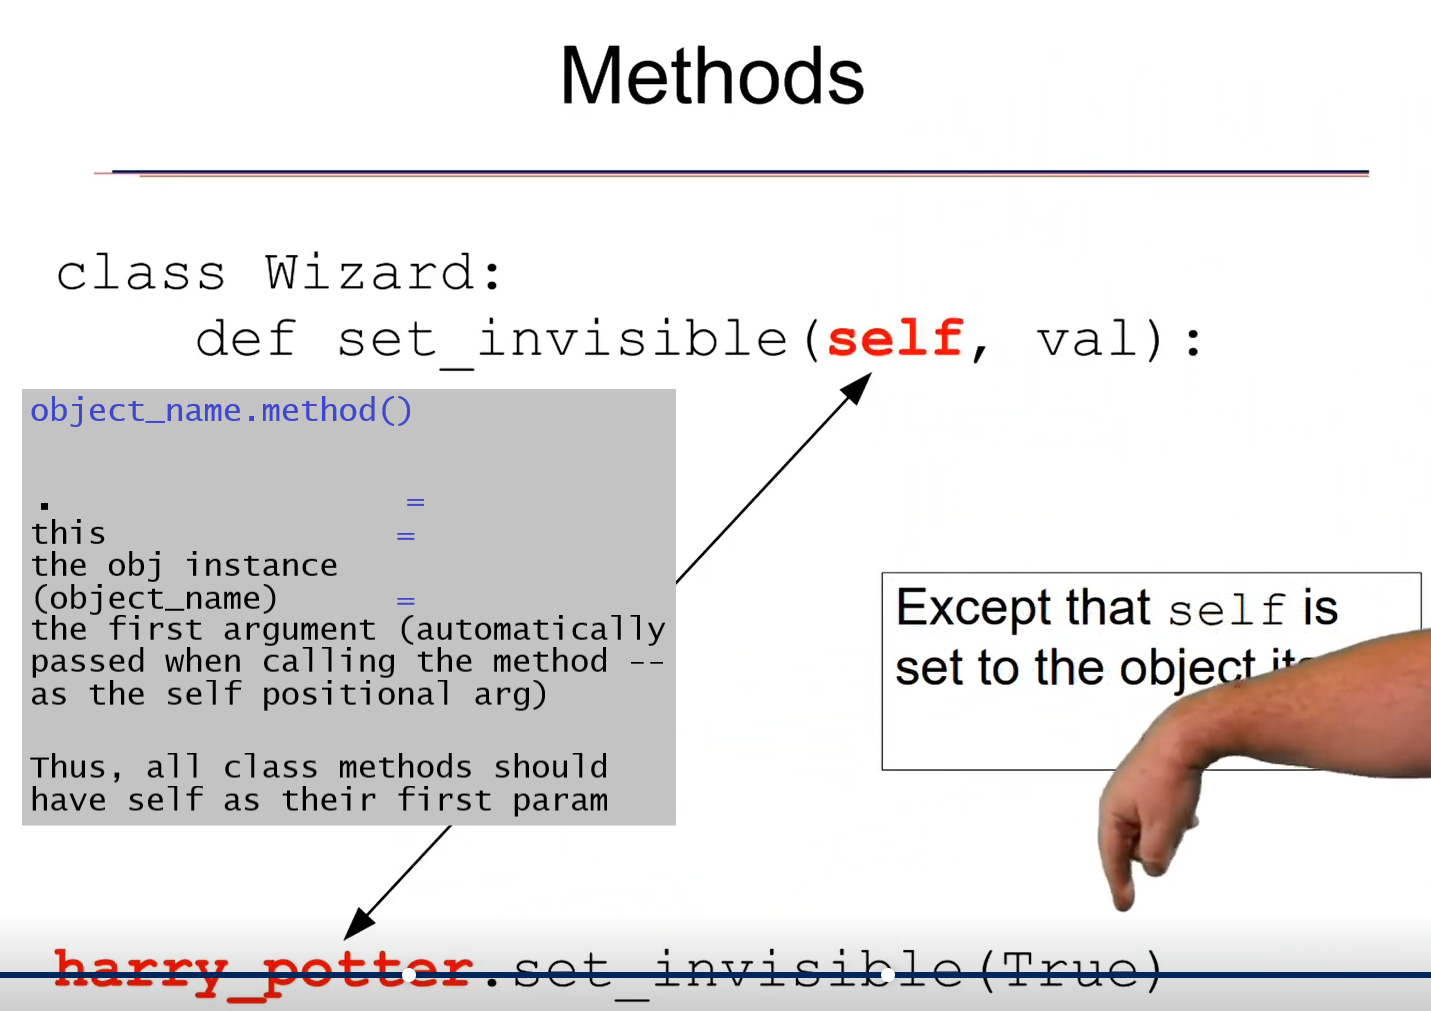 Methods
class Wizard:
def set_invisible(self, val):
object_name.method()
. =
this =
the obj instance
(object_name) =
the first argument (automatically
passed when calling the method --
as the self positional arg)
Thus, all class methods should
have self as their first param
Except that self is
set to the object
harry_potter.set_invisible(True)